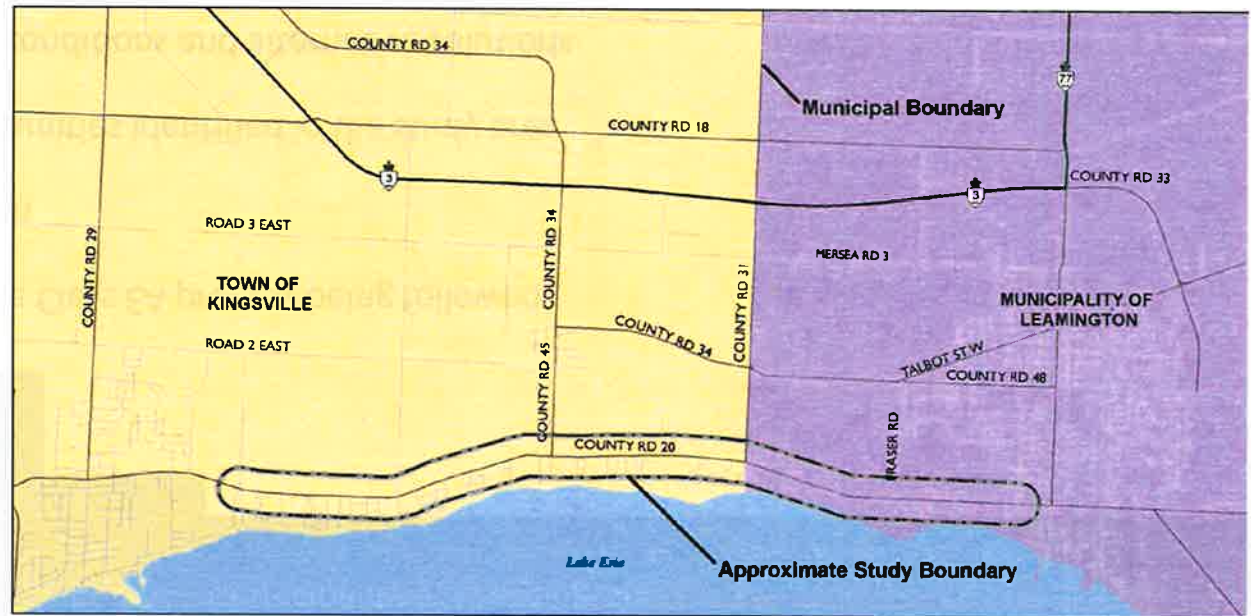 COUNTY RD 34
77
Municipal Boundary
COUNTY RD 18
3
3
COUNTY RD 33
ROAD 3 EAST
COUNTY RD 34
COUNTY RD 29
MERSEA RD 3
COUNTY RD 31
TOWN OF
KINGSVILLE
MUNICIPALITY OF
LEAMINGTON
ROAD 2 EAST
COUNTY RD 34
TALBOT ST W
COUNTY RD 48
COUNTY RD 45
COUNTY RD 20
FRASER RD
Lake Erie
Approximate Study Boundary